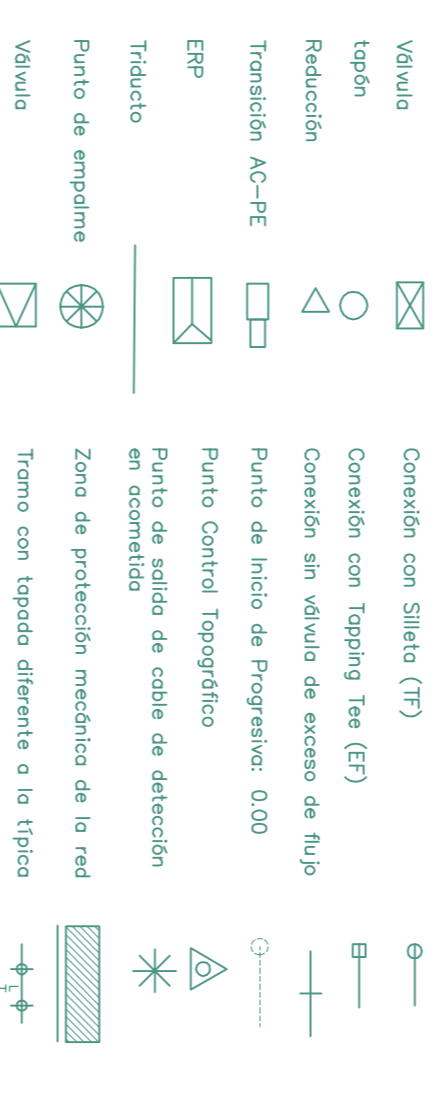 Válvula
tapón
Reducción
Transición AC-PE
ERP
Triducto
Punto de empalme
Válvula
Conexión con Silleta (TF)
Conexión con Tapping Tee (EF)
Conexión sin válvula de exceso de flujo
Punto de Inicio de Progresiva: 0.00
Punto Control Topográfico
Punto de salida de cable de detección
en acometida
Zona de protección mecánica de la red
Tramo con tapada diferente a la típica
L